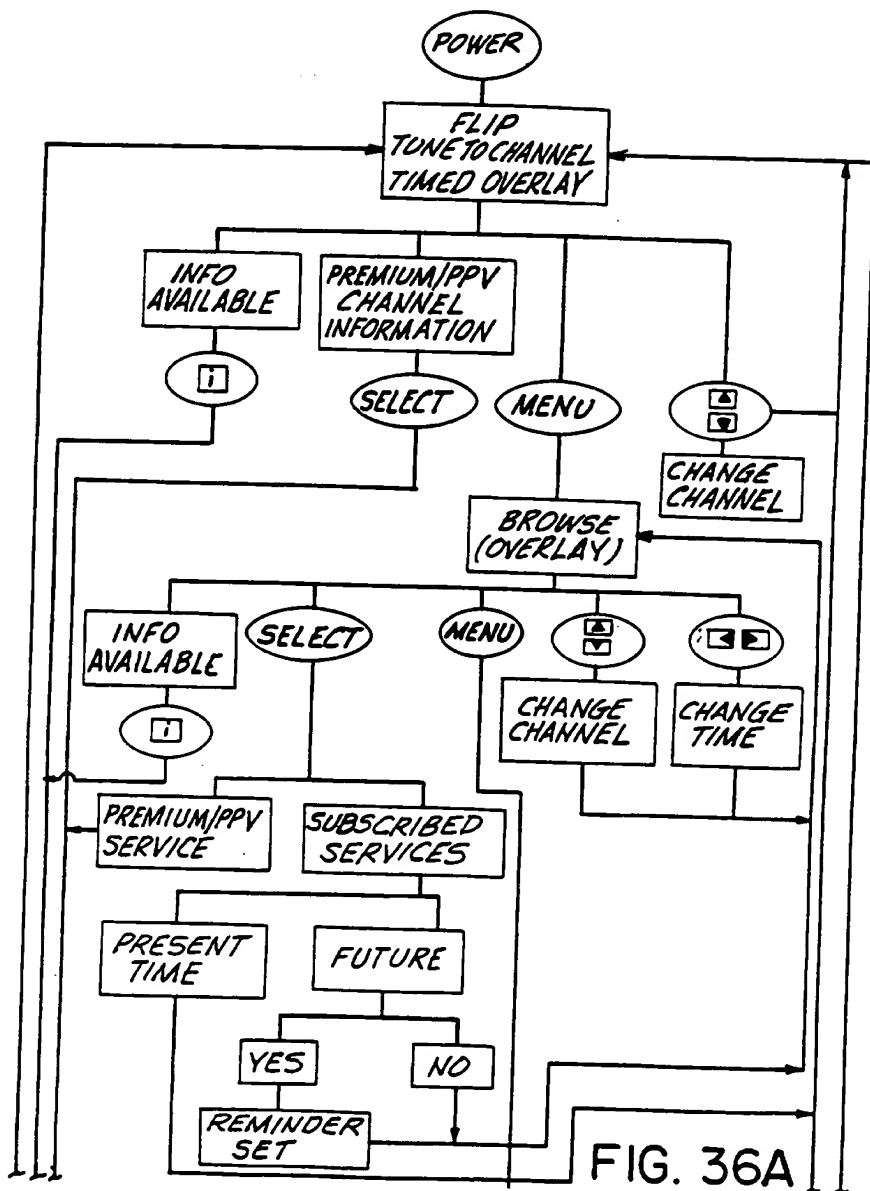 POWER
FLIP
TUNE TO CHANNEL
TIMED OVERLAY
INFO
AVAILABLE
PREMIUM/PPV
CHANNEL
INFORMATION
i
SELECT
MENU
CHANGE
CHANNEL
BROWSE
(OVERLAY)
INFO
AVAILABLE
SELECT
MENU
i
CHANGE
CHANNEL
CHANGE
TIME
PREMIUM/PPV
SERVICE
SUBSCRIBED
SERVICES
PRESENT
TIME
FUTURE
YES
NO
REMINDER
SET
FIG. 36A